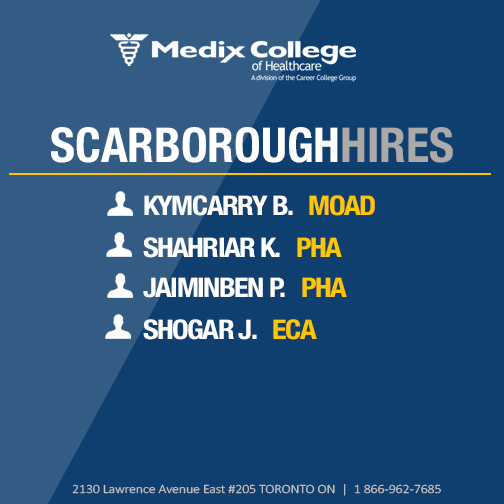 Medix College
of Healthcare
A division of the Career College Group
SCARBOROUGHHIRES
KYMCARRY B. MOAD
SHAHRIAR K. PHA
JAIMINBEN P. PHA
SHOGAR J. ECA
2130 Lawrence Avenue East #205 TORONTO ON | 1 866-962-7685